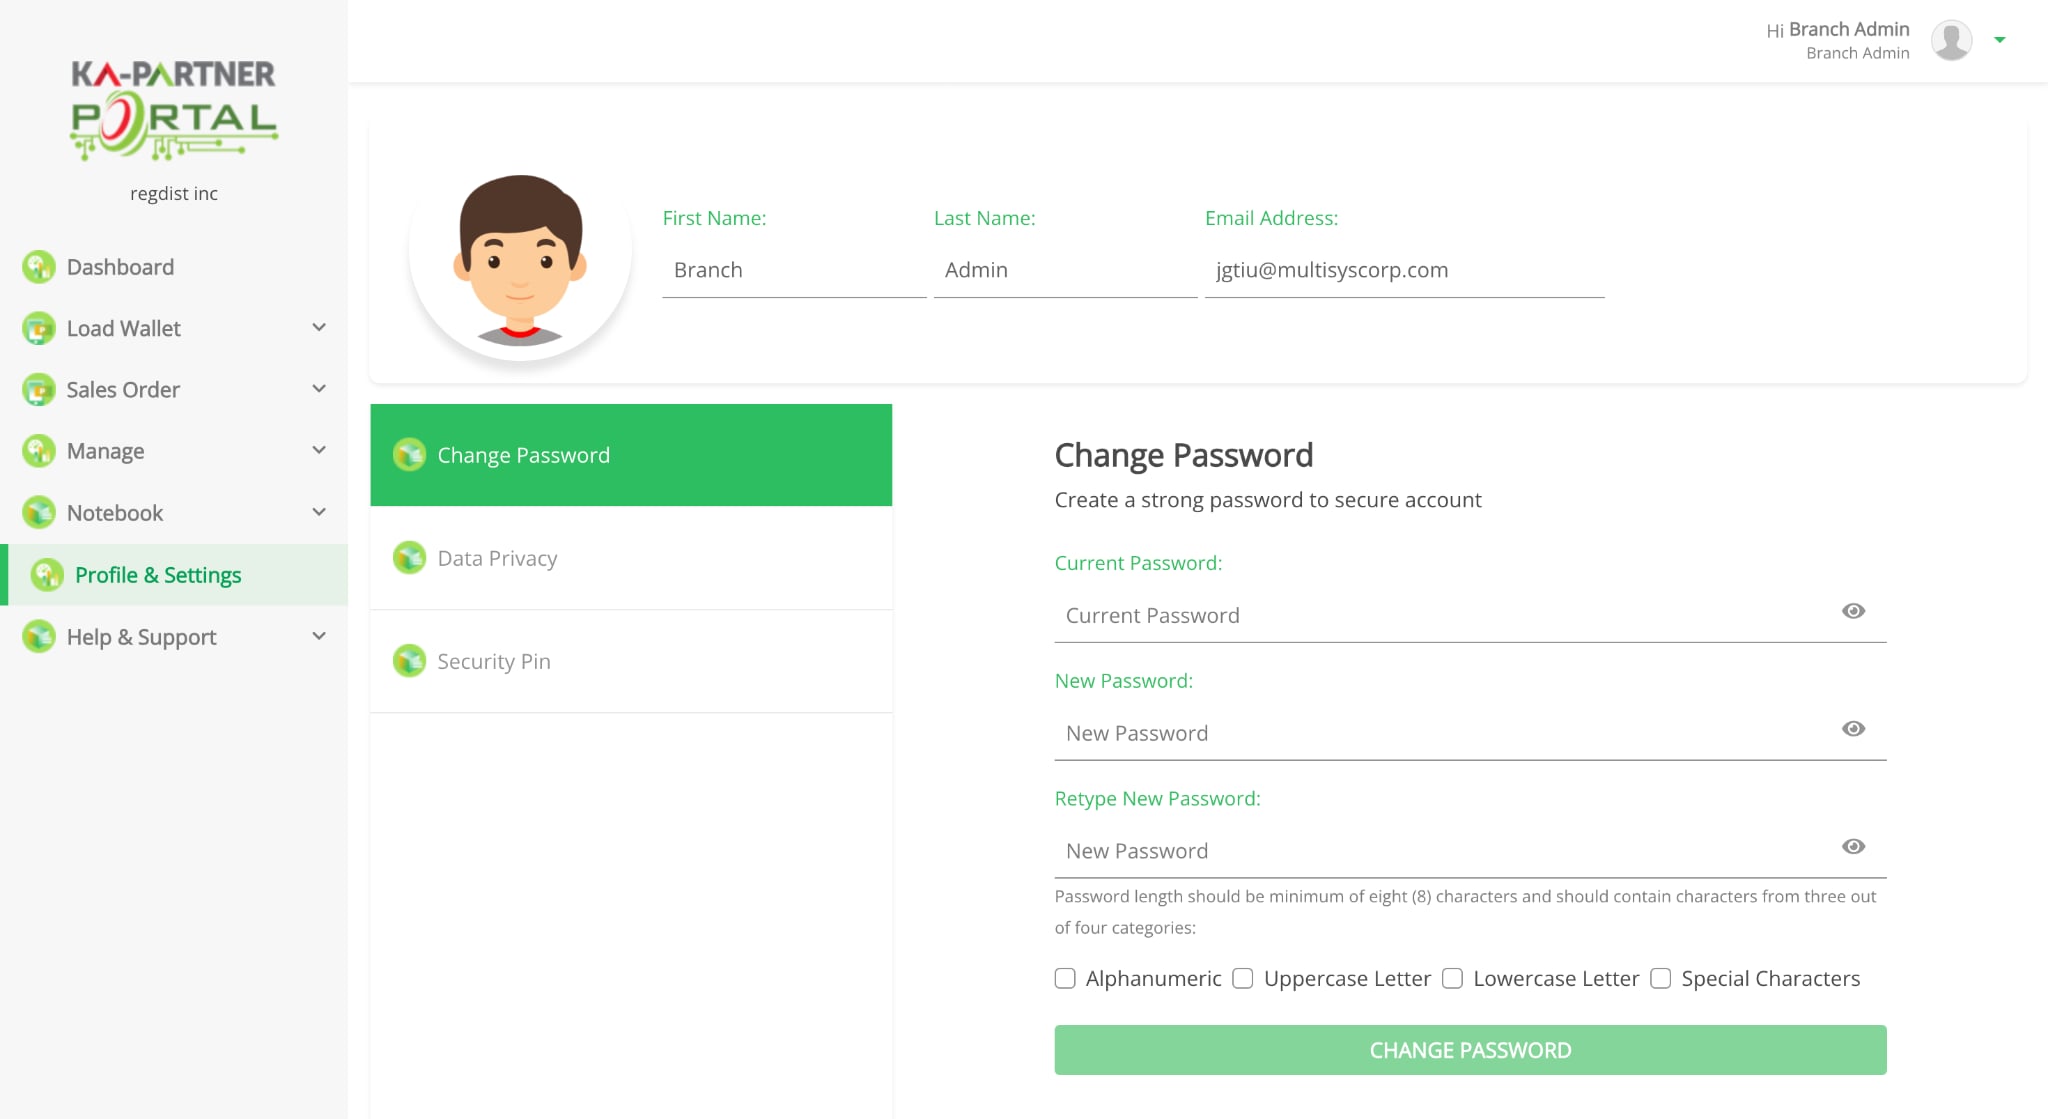 KA-PARTNER
PORTAL
regdist inc
Dashboard
Load Wallet
Sales Order
Manage
Notebook
Profile & Settings
Help & Support
Hi Branch Admin
Branch Admin
First Name:
Last Name:
Email Address:
Branch
Admin
jgtiu@multisyscorp.com
Change Password
Data Privacy
Security Pin
Change Password
Create a strong password to secure account
Current Password:
Current Password
New Password:
New Password
Retype New Password:
New Password
Password length should be minimum of eight (8) characters and should contain characters from three out
of four categories:
Alphanumeric Uppercase Letter Lowercase Letter Special Characters
CHANGE PASSWORD